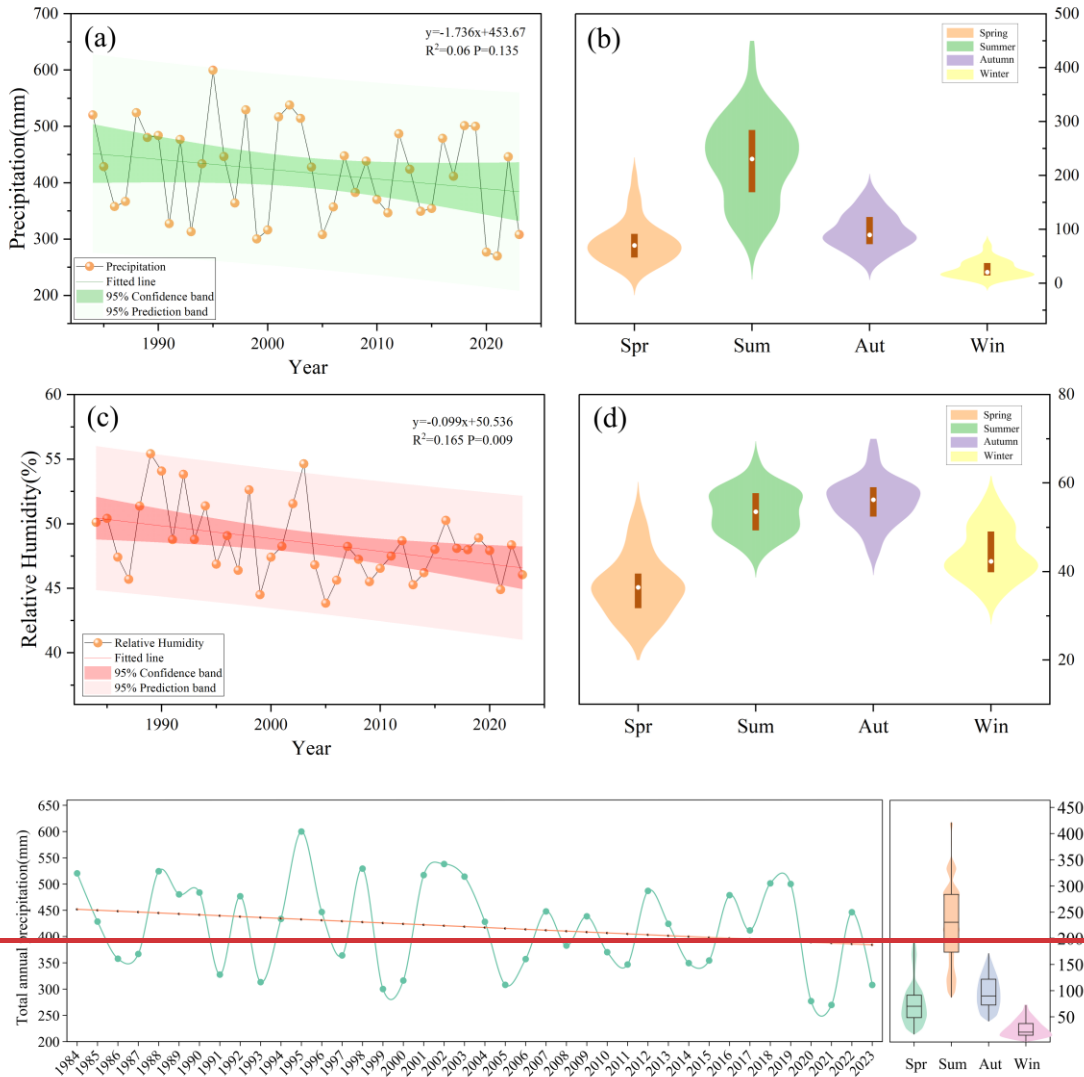 (a)
y=-1.736x+453.67
R²=0.06 P=0.135
Precipitation(mm)
700
600
500
400
300
200
Precipitation
Fitted line
95% Confidence band
95% Prediction band
1990 2000 2010 2020
Year
(b)
Spring
Summer
Autumn
Winter
500
400
300
200
100
0
Spr Sum Aut Win
(c)
y=-0.099x+50.536
R²=0.165 P=0.009
Relative Humidity(%)
60
55
50
45
40
Relative Humidity
Fitted line
95% Confidence band
95% Prediction band
1990 2000 2010 2020
Year
(d)
Spring
Summer
Autumn
Winter
80
60
40
20
Spr Sum Aut Win
Total annual precipitation(mm)
650
600
550
500
450
400
350
300
250
200
1984 1985 1986 1987 1988 1989 1990 1991 1992 1993 1994 1995 1996 1997 1998 1999 2000 2001 2002 2003 2004 2005 2006 2007 2008 2009 2010 2011 2012 2013 2014 2015 2016 2017 2018 2019 2020 2021 2022 2023
450
400
350
300
250
200
150
100
50
Spr Sum Aut Win